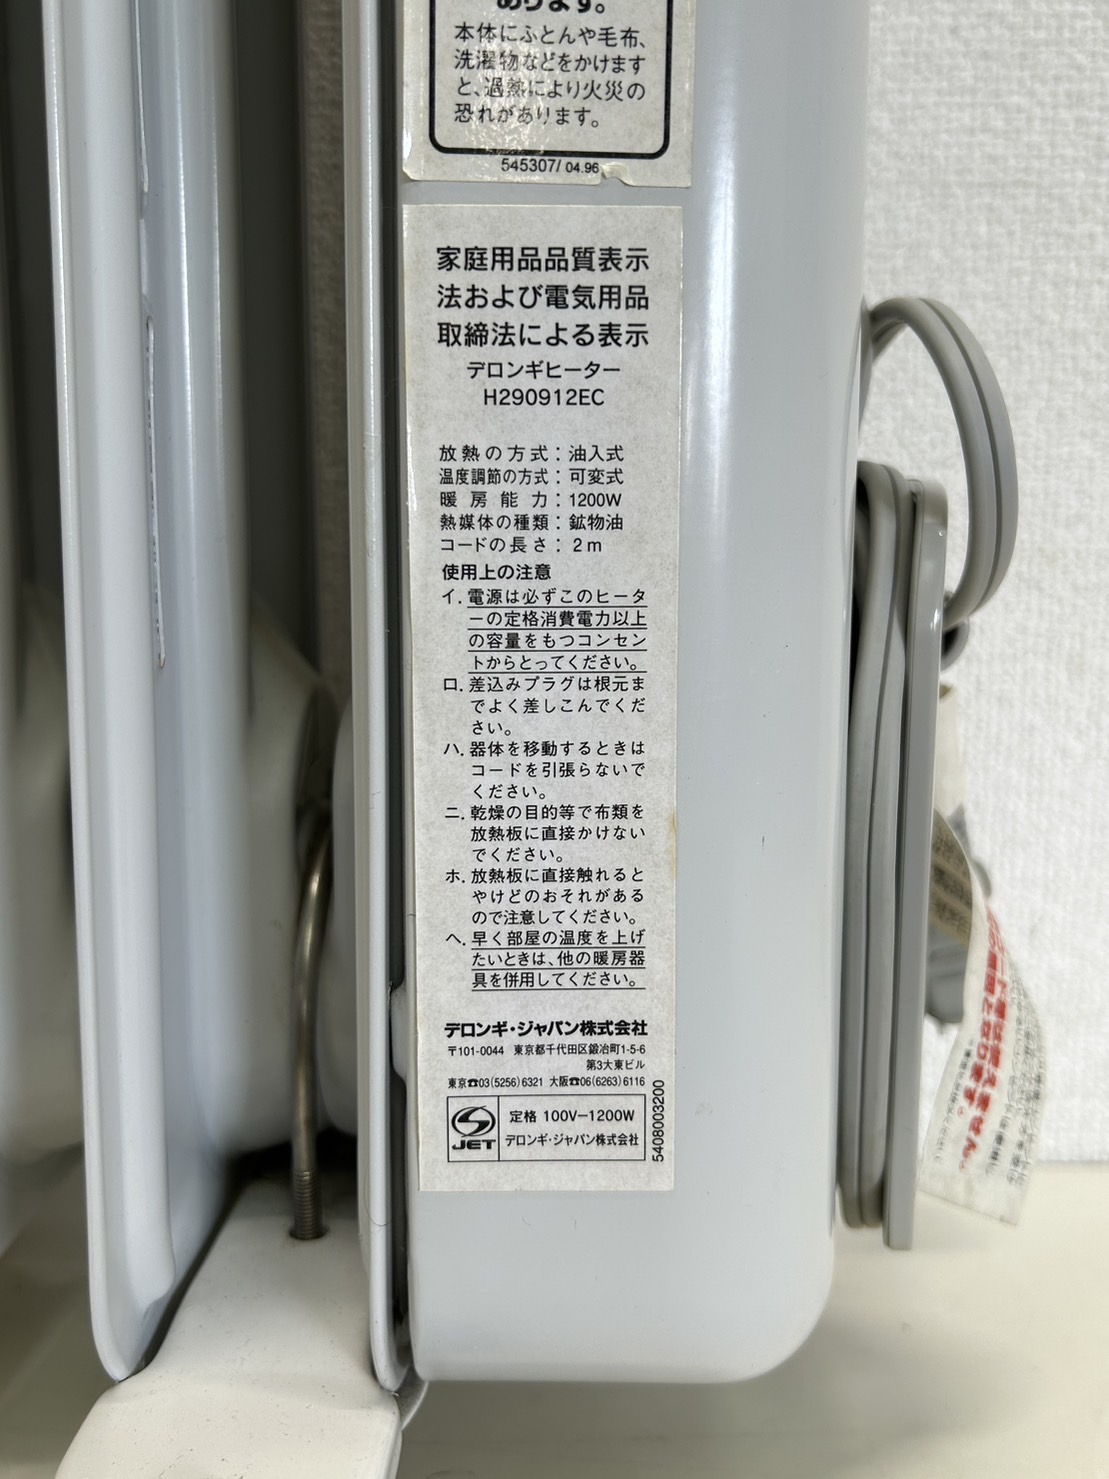 あります。
本体にふとんや毛布、
洗濯物などをかけます
と、過熱により火災の
恐れがあります。
545307/ 04.96
家庭用品品質表示
法および電気用品
取締法による表示
デロンギヒーター
H290912EC
放熱の方式：油入式
温度調節の方式：可変式
暖房能力：1200W
熱媒体の種類：鉱物油
コードの長さ：2m
使用上の注意
イ．電源は必ずこのヒータ
ーの定格消費電力以上
の容量をもつコンセン
トからとってください。
ロ．差込みプラグは根元ま
でよく差しこんでくだ
さい。
ハ．器体を移動するときは
コードを引張らないで
ください。
ニ．乾燥の目的等で布類を
放熱板に直接かけない
でください。
ホ．放熱板に直接触れると
やけどのおそれがある
ので注意してください。
ヘ．早く部屋の温度を上げ
たいときは、他の暖房器
具を併用してください。
デロンギ・ジャパン株式会社
〒101-0044 東京都千代田区鍛冶町1-5-6
第3大東ビル
東京☎03(5256)6321 大阪☎06(6263)6116
JET
定格 100V−1200W
デロンギ・ジャパン株式会社
5408003200